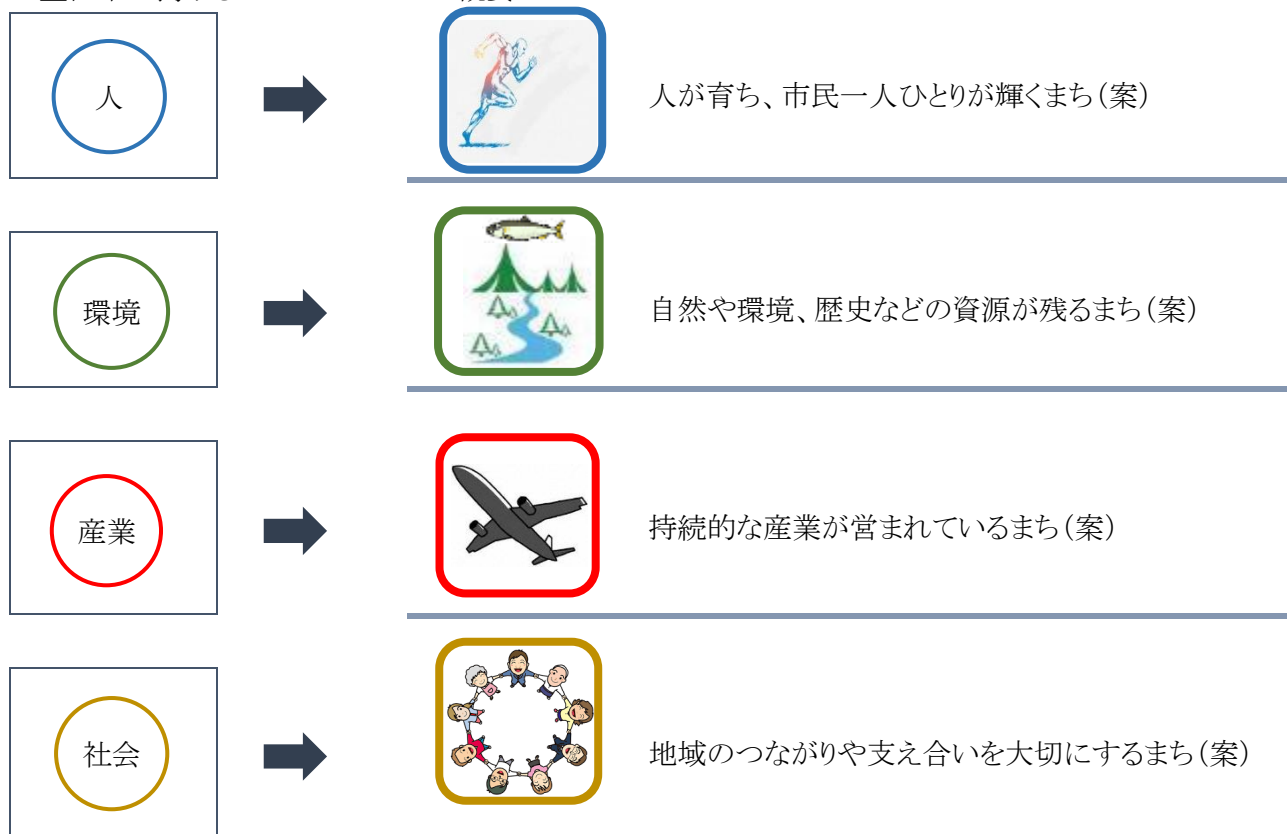 人
人が育ち、市民一人ひとりが輝くまち(案)
環境
自然や環境、歴史などの資源が残るまち(案)
産業
持続的な産業が営まれているまち(案)
社会
地域のつながりや支え合いを大切にするまち(案)